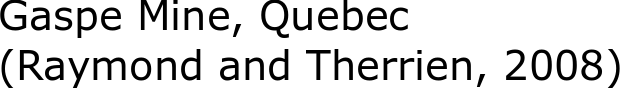 Gaspe Mine, Quebec
(Raymond and Therrien, 2008)